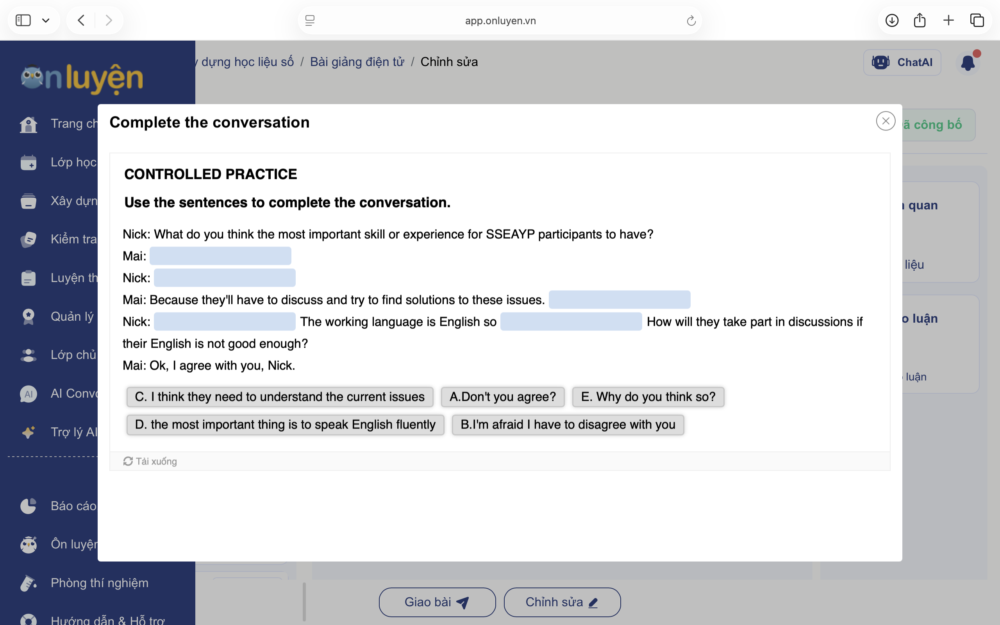 app.onluyen.vn
onluyện
dựng học liệu số / Bài giảng điện tử / Chỉnh sửa
ChatAI
Trang ch
Lớp học
Xây dựn
Kiểm tra
Luyện th
Quản lý
Lớp chủ
AI Conv
Trợ lý AI
Báo cáo
Ôn luyện
Phòng thí nghiệm
Hướng dẫn & Hỗ trợ
Complete the conversation
ã công bố
quan
liệu
o luận
luận
CONTROLLED PRACTICE
Use the sentences to complete the conversation.
Nick: What do you think the most important skill or experience for SSEAYP participants to have?
Mai:
Nick:
Mai: Because they'll have to discuss and try to find solutions to these issues.
Nick: The working language is English so How will they take part in discussions if
their English is not good enough?
Mai: Ok, I agree with you, Nick.
C. I think they need to understand the current issues A.Don't you agree? E. Why do you think so?
D. the most important thing is to speak English fluently B.I'm afraid I have to disagree with you
Tải xuống
Giao bài
Chỉnh sửa